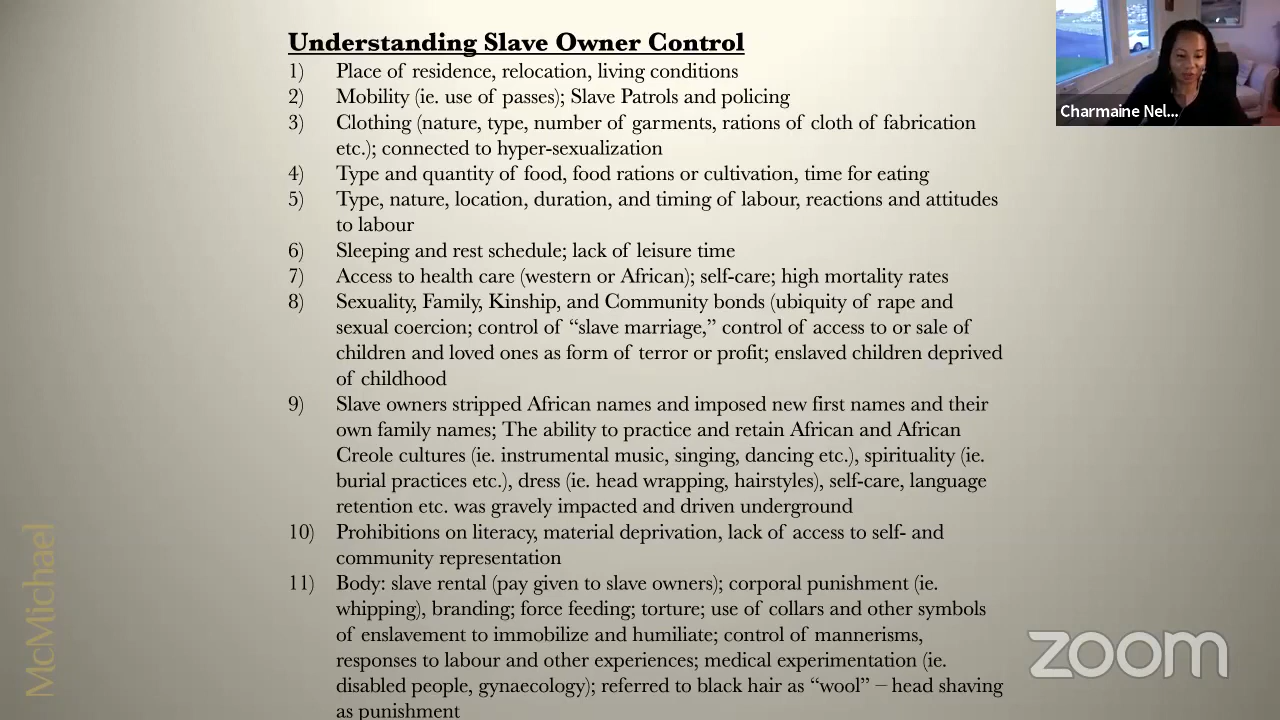 Understanding Slave Owner Control
1) Place of residence, relocation, living conditions
2) Mobility (ie. use of passes); Slave Patrols and policing
3) Clothing (nature, type, number of garments, rations of cloth of fabrication
etc.); connected to hyper-sexualization
4) Type and quantity of food, food rations or cultivation, time for eating
5) Type, nature, location, duration, and timing of labour, reactions and attitudes
to labour
6) Sleeping and rest schedule; lack of leisure time
7) Access to health care (western or African); self-care; high mortality rates
8) Sexuality, Family, Kinship, and Community bonds (ubiquity of rape and
sexual coercion; control of “slave marriage,” control of access to or sale of
children and loved ones as form of terror or profit; enslaved children deprived
of childhood
9) Slave owners stripped African names and imposed new first names and their
own family names; The ability to practice and retain African and African
Creole cultures (ie. instrumental music, singing, dancing etc.), spirituality (ie.
burial practices etc.), dress (ie. head wrapping, hairstyles), self-care, language
retention etc. was gravely impacted and driven underground
10) Prohibitions on literacy, material deprivation, lack of access to self- and
community representation
11) Body: slave rental (pay given to slave owners); corporal punishment (ie.
whipping), branding; force feeding; torture; use of collars and other symbols
of enslavement to immobilize and humiliate; control of mannerisms,
responses to labour and other experiences; medical experimentation (ie.
disabled people, gynaecology); referred to black hair as “wool” – head shaving
as punishment
Charmaine Nel...
McMichael
zoom